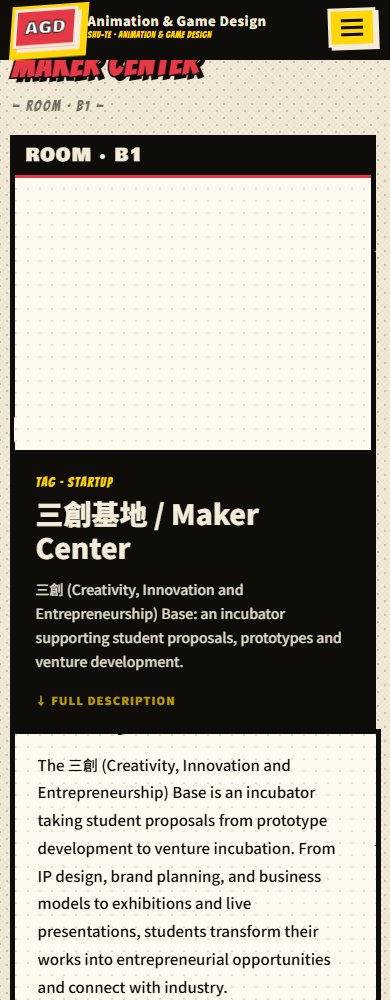 AGD
Animation & Game Design
SHU-TE · ANIMATION & GAME DESIGN
MAKER CENTER
— ROOM · B1 —
ROOM · B1
TAG · STARTUP
三創基地 / Maker
Center
三創 (Creativity, Innovation and
Entrepreneurship) Base: an incubator
supporting student proposals, prototypes and
venture development.
↓ FULL DESCRIPTION
The 三創 (Creativity, Innovation and
Entrepreneurship) Base is an incubator
taking student proposals from prototype
development to venture incubation. From
IP design, brand planning, and business
models to exhibitions and live
presentations, students transform their
works into entrepreneurial opportunities
and connect with industry.